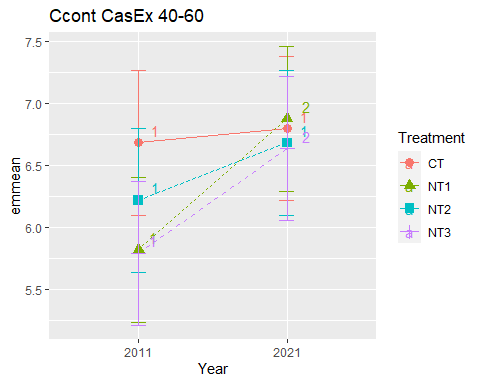 Ccont CasEx 40-60
7.5
7.0
6.5
6.0
5.5
emmean
2011
2021
Year
1
1
1
2
1
1
2
Treatment
a CT
a NT1
a NT2
a NT3